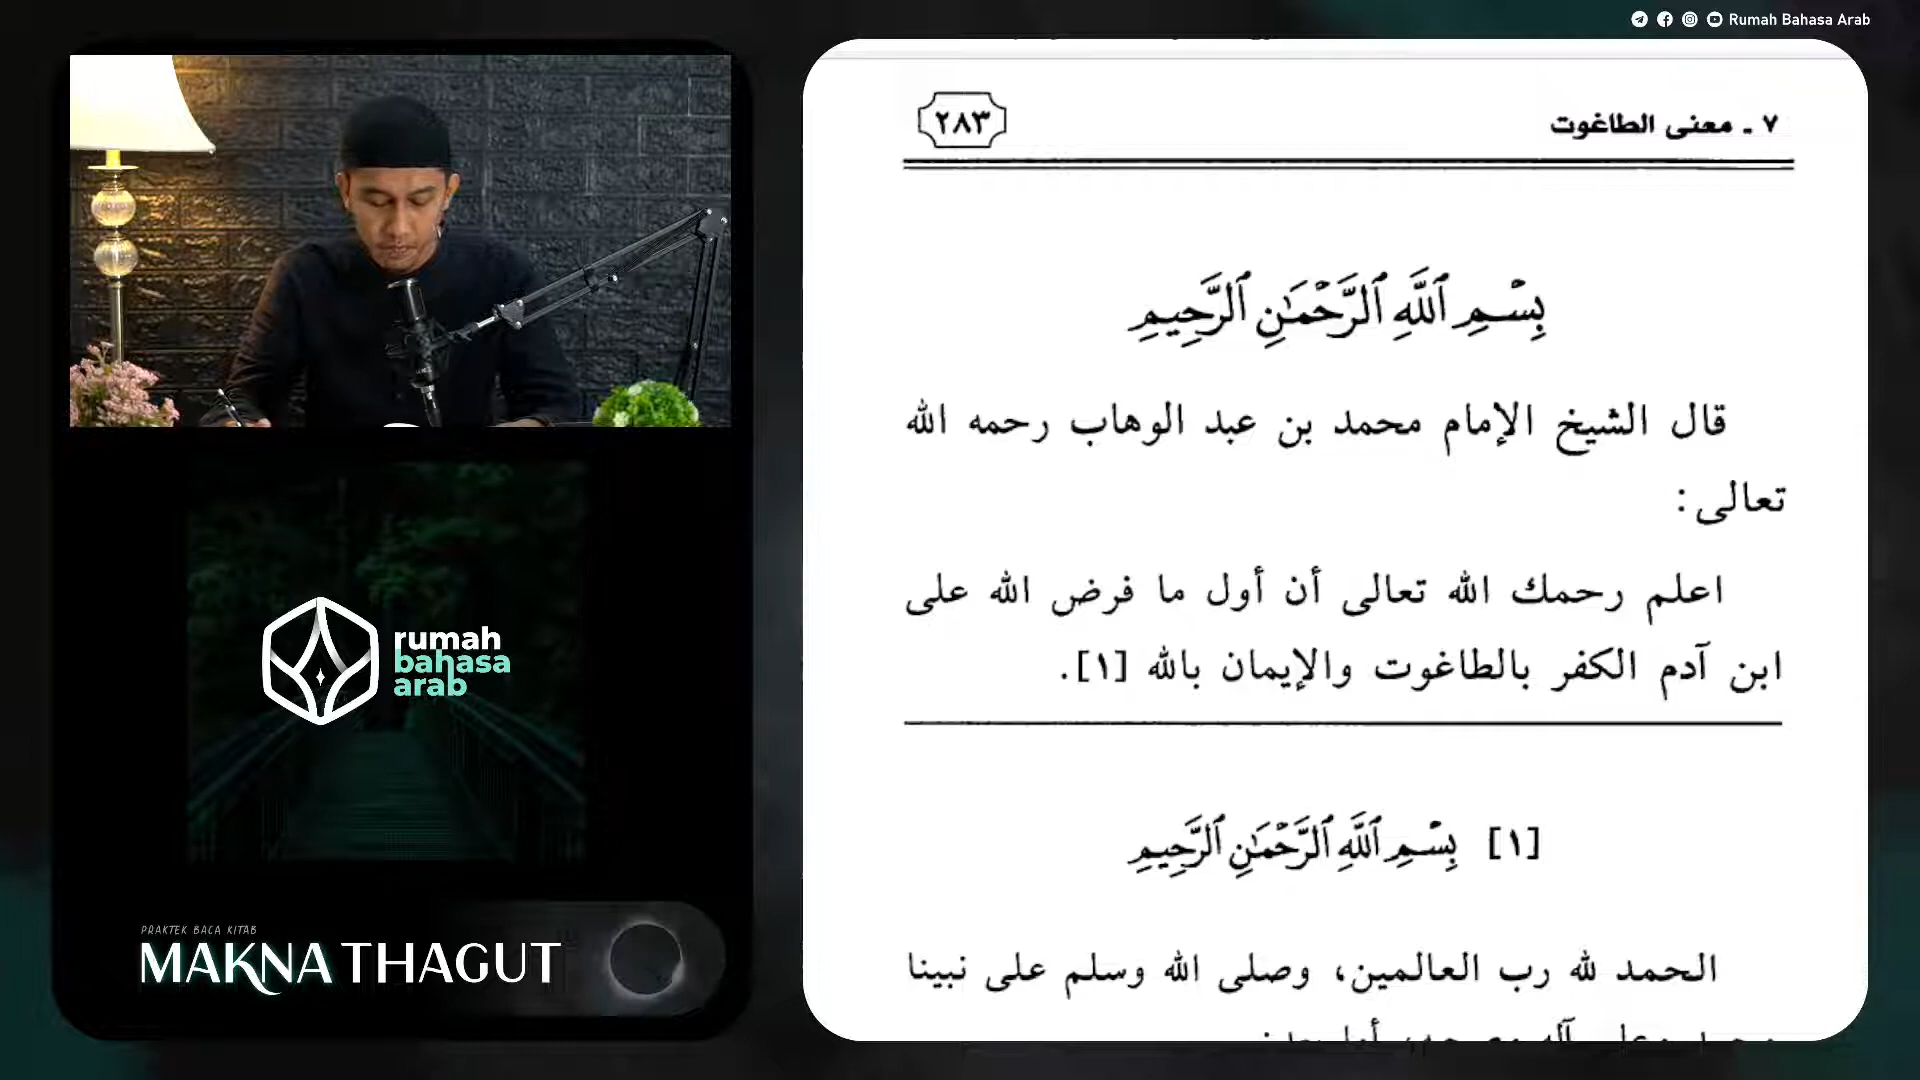 Rumah Bahasa Arab
٧ ـ معنى الطاغوت
٢٨٣
بِسْمِ ٱللَّهِ ٱلرَّحْمَٰنِ ٱلرَّحِيمِ
قال الشيخ الإمام محمد بن عبد الوهاب رحمه الله
تعالى:
اعلم رحمك الله تعالى أن أول ما فرض الله على
ابن آدم الكفر بالطاغوت والإيمان بالله [١].
[١] بِسْمِ ٱللَّهِ ٱلرَّحْمَٰنِ ٱلرَّحِيمِ
الحمد لله رب العالمين، وصلى الله وسلم على نبينا
rumah
bahasa
arab
PRAKTEK BACA KITAB
MAKNA THAGUT